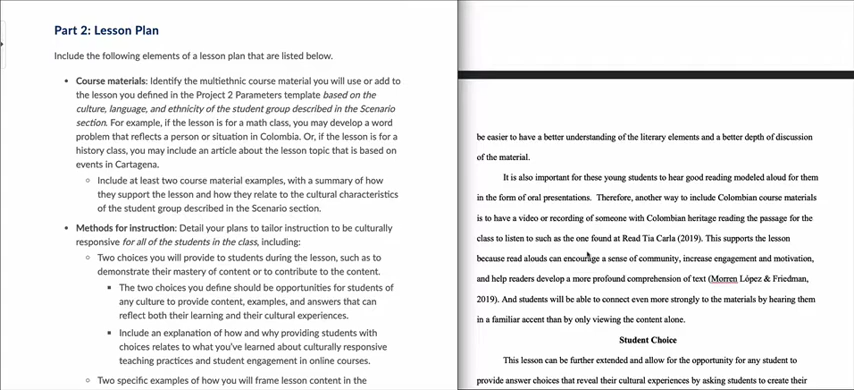 Part 2: Lesson Plan
Include the following elements of a lesson plan that are listed below.
• Course materials: Identify the multiethnic course material you will use or add to
the lesson you defined in the Project 2 Parameters template based on the
culture, language, and ethnicity of the student group described in the Scenario
section. For example, if the lesson is for a math class, you may develop a word
problem that reflects a person or situation in Colombia. Or, if the lesson is for a
history class, you may include an article about the lesson topic that is based on
events in Cartagena.
○ Include at least two course material examples, with a summary of how
they support the lesson and how they relate to the cultural characteristics
of the student group described in the Scenario section.
• Methods for instruction: Detail your plans to tailor instruction to be culturally
responsive for all of the students in the class, including:
○ Two choices you will provide to students during the lesson, such as to
demonstrate their mastery of content or to contribute to the content.
▪ The two choices you define should be opportunities for students of
any culture to provide content, examples, and answers that can
reflect both their learning and their cultural experiences.
▪ Include an explanation of how and why providing students with
choices relates to what you've learned about culturally responsive
teaching practices and student engagement in online courses.
○ Two specific examples of how you will frame lesson content in the
be easier to have a better understanding of the literary elements and a better depth of discussion
of the material.
It is also important for these young students to hear good reading modeled aloud for them
in the form of oral presentations. Therefore, another way to include Colombian course materials
is to have a video or recording of someone with Colombian heritage reading the passage for the
class to listen to such as the one found at Read Tia Carla (2019). This supports the lesson
because read alouds can encourage a sense of community, increase engagement and motivation,
and help readers develop a more profound comprehension of text (Morren López & Friedman,
2019). And students will be able to connect even more strongly to the materials by hearing them
in a familiar accent than by only viewing the content alone.
Student Choice
This lesson can be further extended and allow for the opportunity for any student to
provide answer choices that reveal their cultural experiences by asking students to create their